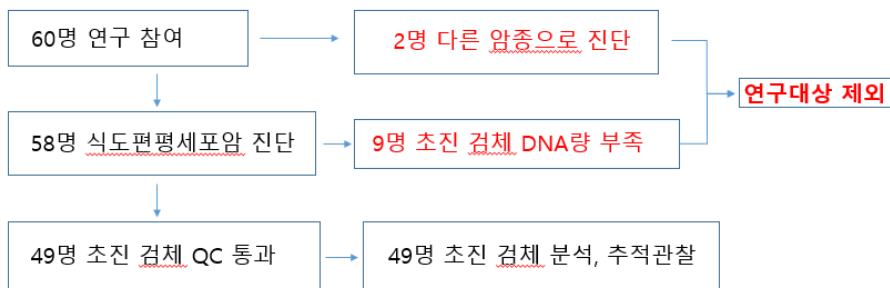 60명 연구 참여
2명 다른 암종으로 진단
연구대상 제외
58명 식도편평세포암 진단
9명 초진 검체 DNA량 부족
49명 초진 검체 QC 통과
49명 초진 검체 분석, 추적관찰